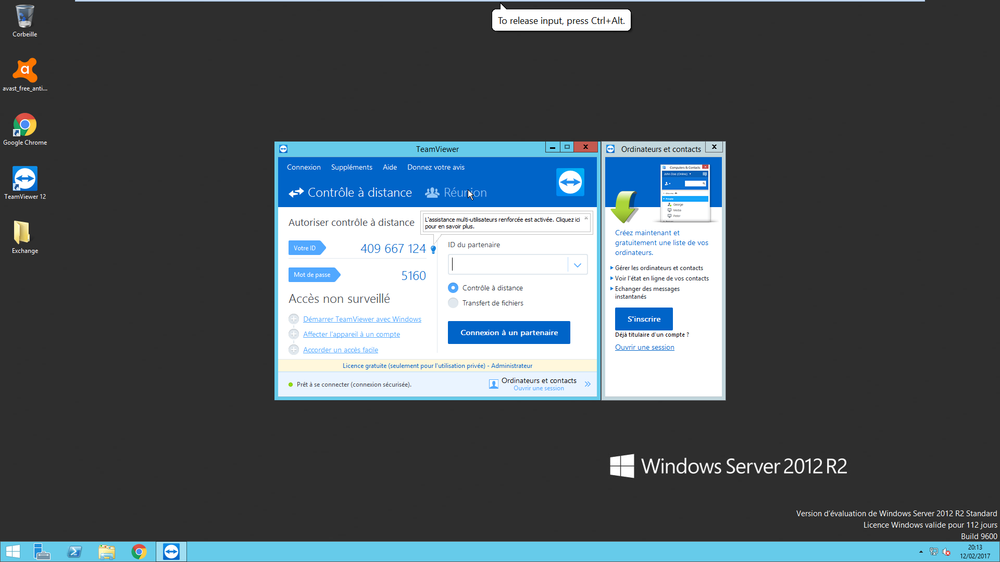 To release input, press Ctrl+Alt.
Corbeille
avast_free_anti...
Google Chrome
TeamViewer 12
Exchange
TeamViewer
Connexion
Suppléments
Aide
Donnez votre avis
Contrôle à distance
Réunion
Autoriser contrôle à distance
L'assistance multi-utilisateurs renforcée est activée. Cliquez ici
pour en savoir plus.
Votre ID
409 667 124
Mot de passe
5160
Accès non surveillé
Démarrer TeamViewer avec Windows
Affecter l'appareil à un compte
Accorder un accès facile
ID du partenaire
Contrôle à distance
Transfert de fichiers
Connexion à un partenaire
Licence gratuite (seulement pour l'utilisation privée) - Administrateur
Prêt à se connecter (connexion sécurisée).
Ordinateurs et contacts
Ouvrir une session
Ordinateurs et contacts
Computers & Contacts
John Doe (Online)
Private
George
Media
Peter
Créez maintenant et
gratuitement une liste de vos
ordinateurs.
Gérer les ordinateurs et contacts
Voir l'état en ligne de vos contacts
Echanger des messages
instantanés
S'inscrire
Déjà titulaire d'un compte ?
Ouvrir une session
Windows Server 2012 R2
Version d'évaluation de Windows Server 2012 R2 Standard
Licence Windows valide pour 112 jours
Build 9600
20:13
12/02/2017